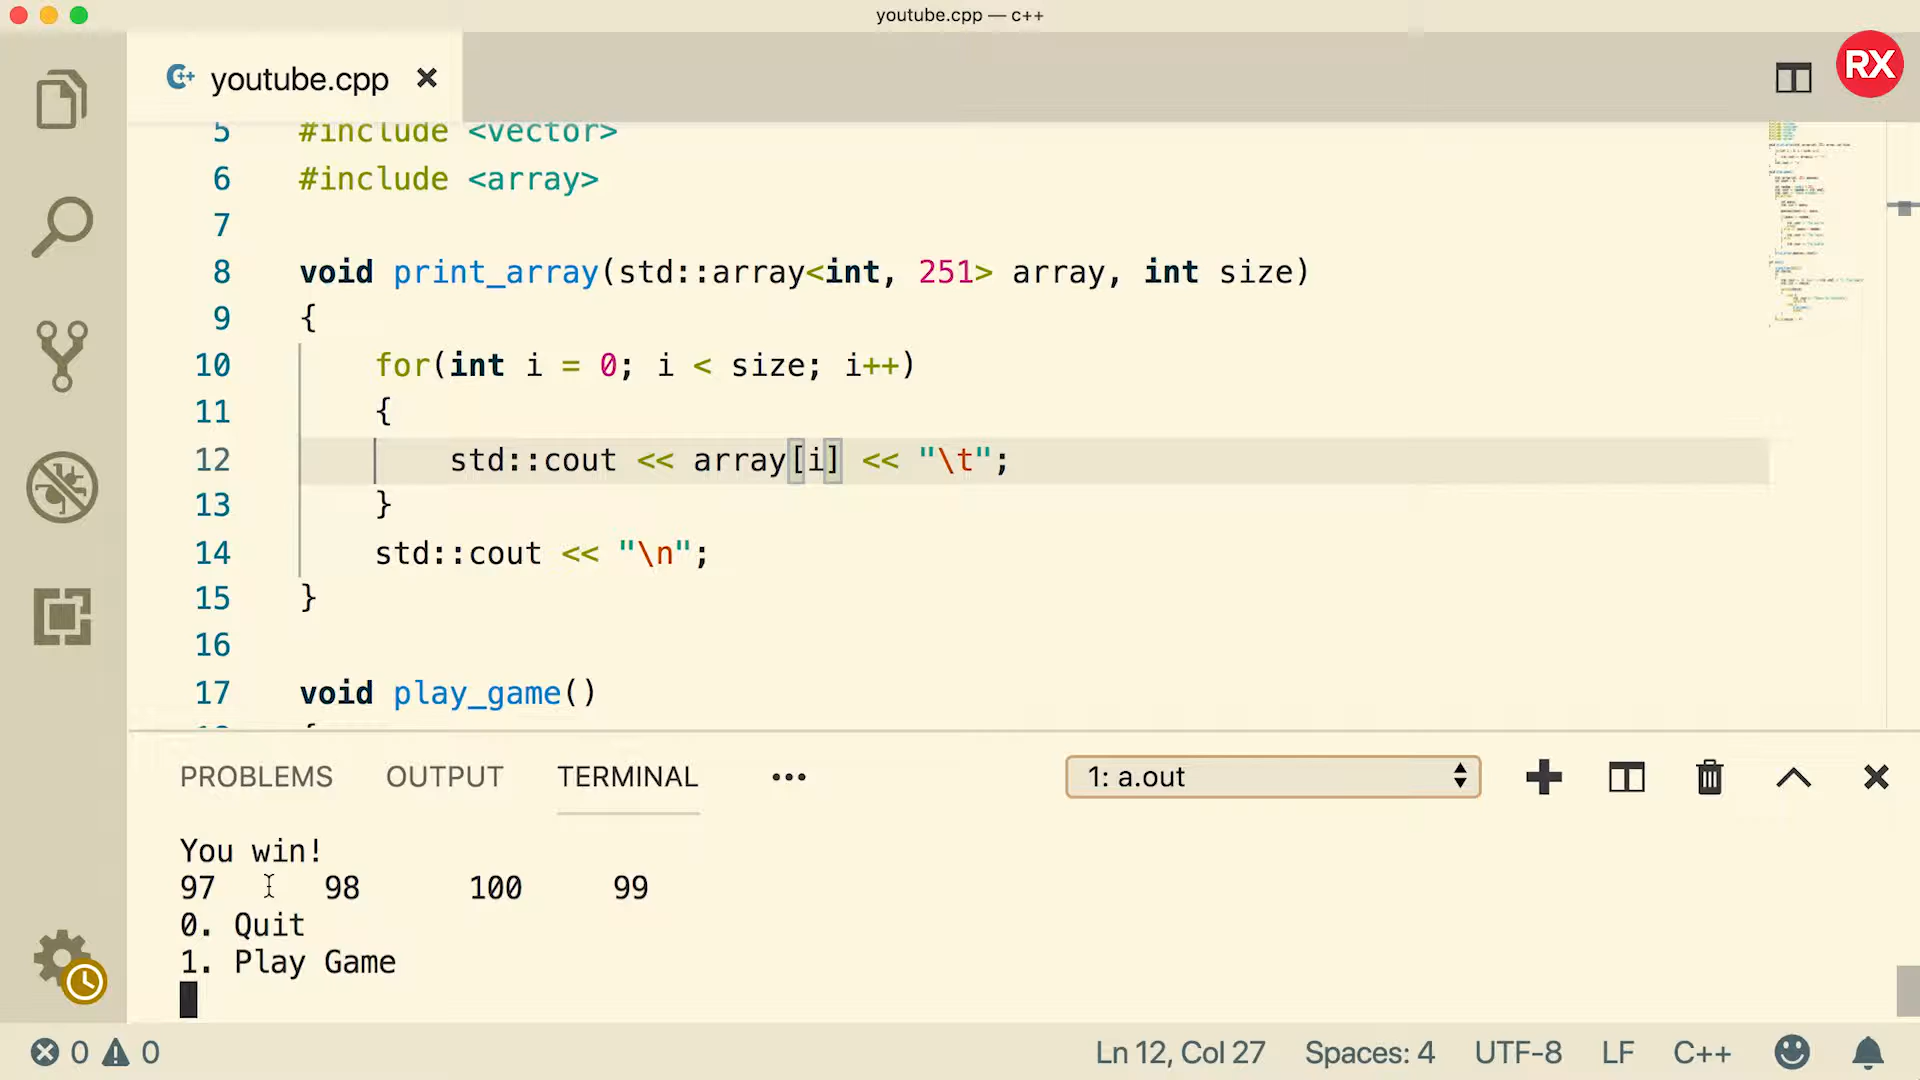 youtube.cpp — c++
youtube.cpp
RX
5 #include <vector>
6 #include <array>
7
8 void print_array(std::array<int, 251> array, int size)
9 {
10 for(int i = 0; i < size; i++)
11 {
12 std::cout << array[i] << "\t";
13 }
14 std::cout << "\n";
15 }
16
17 void play_game()
PROBLEMS OUTPUT TERMINAL ••• 1: a.out
You win!
97 98 100 99
0. Quit
1. Play Game
0 0 Ln 12, Col 27 Spaces: 4 UTF-8 LF C++